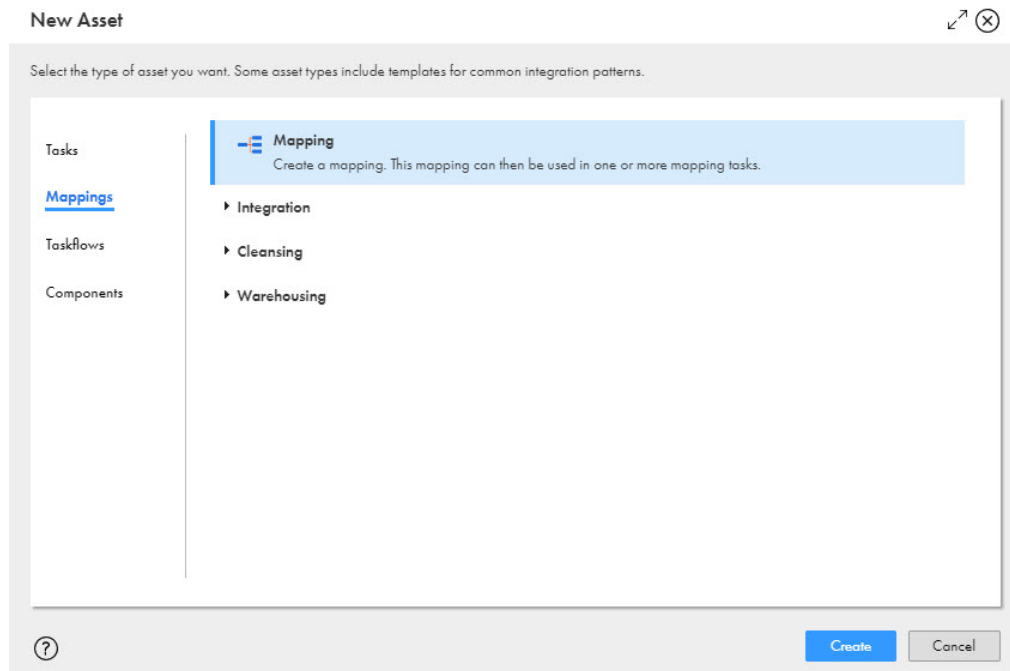 New Asset
Select the type of asset you want. Some asset types include templates for common integration patterns.
Tasks
Mappings
Taskflows
Components
Mapping
Create a mapping. This mapping can then be used in one or more mapping tasks.
Integration
Cleansing
Warehousing
?
Create
Cancel